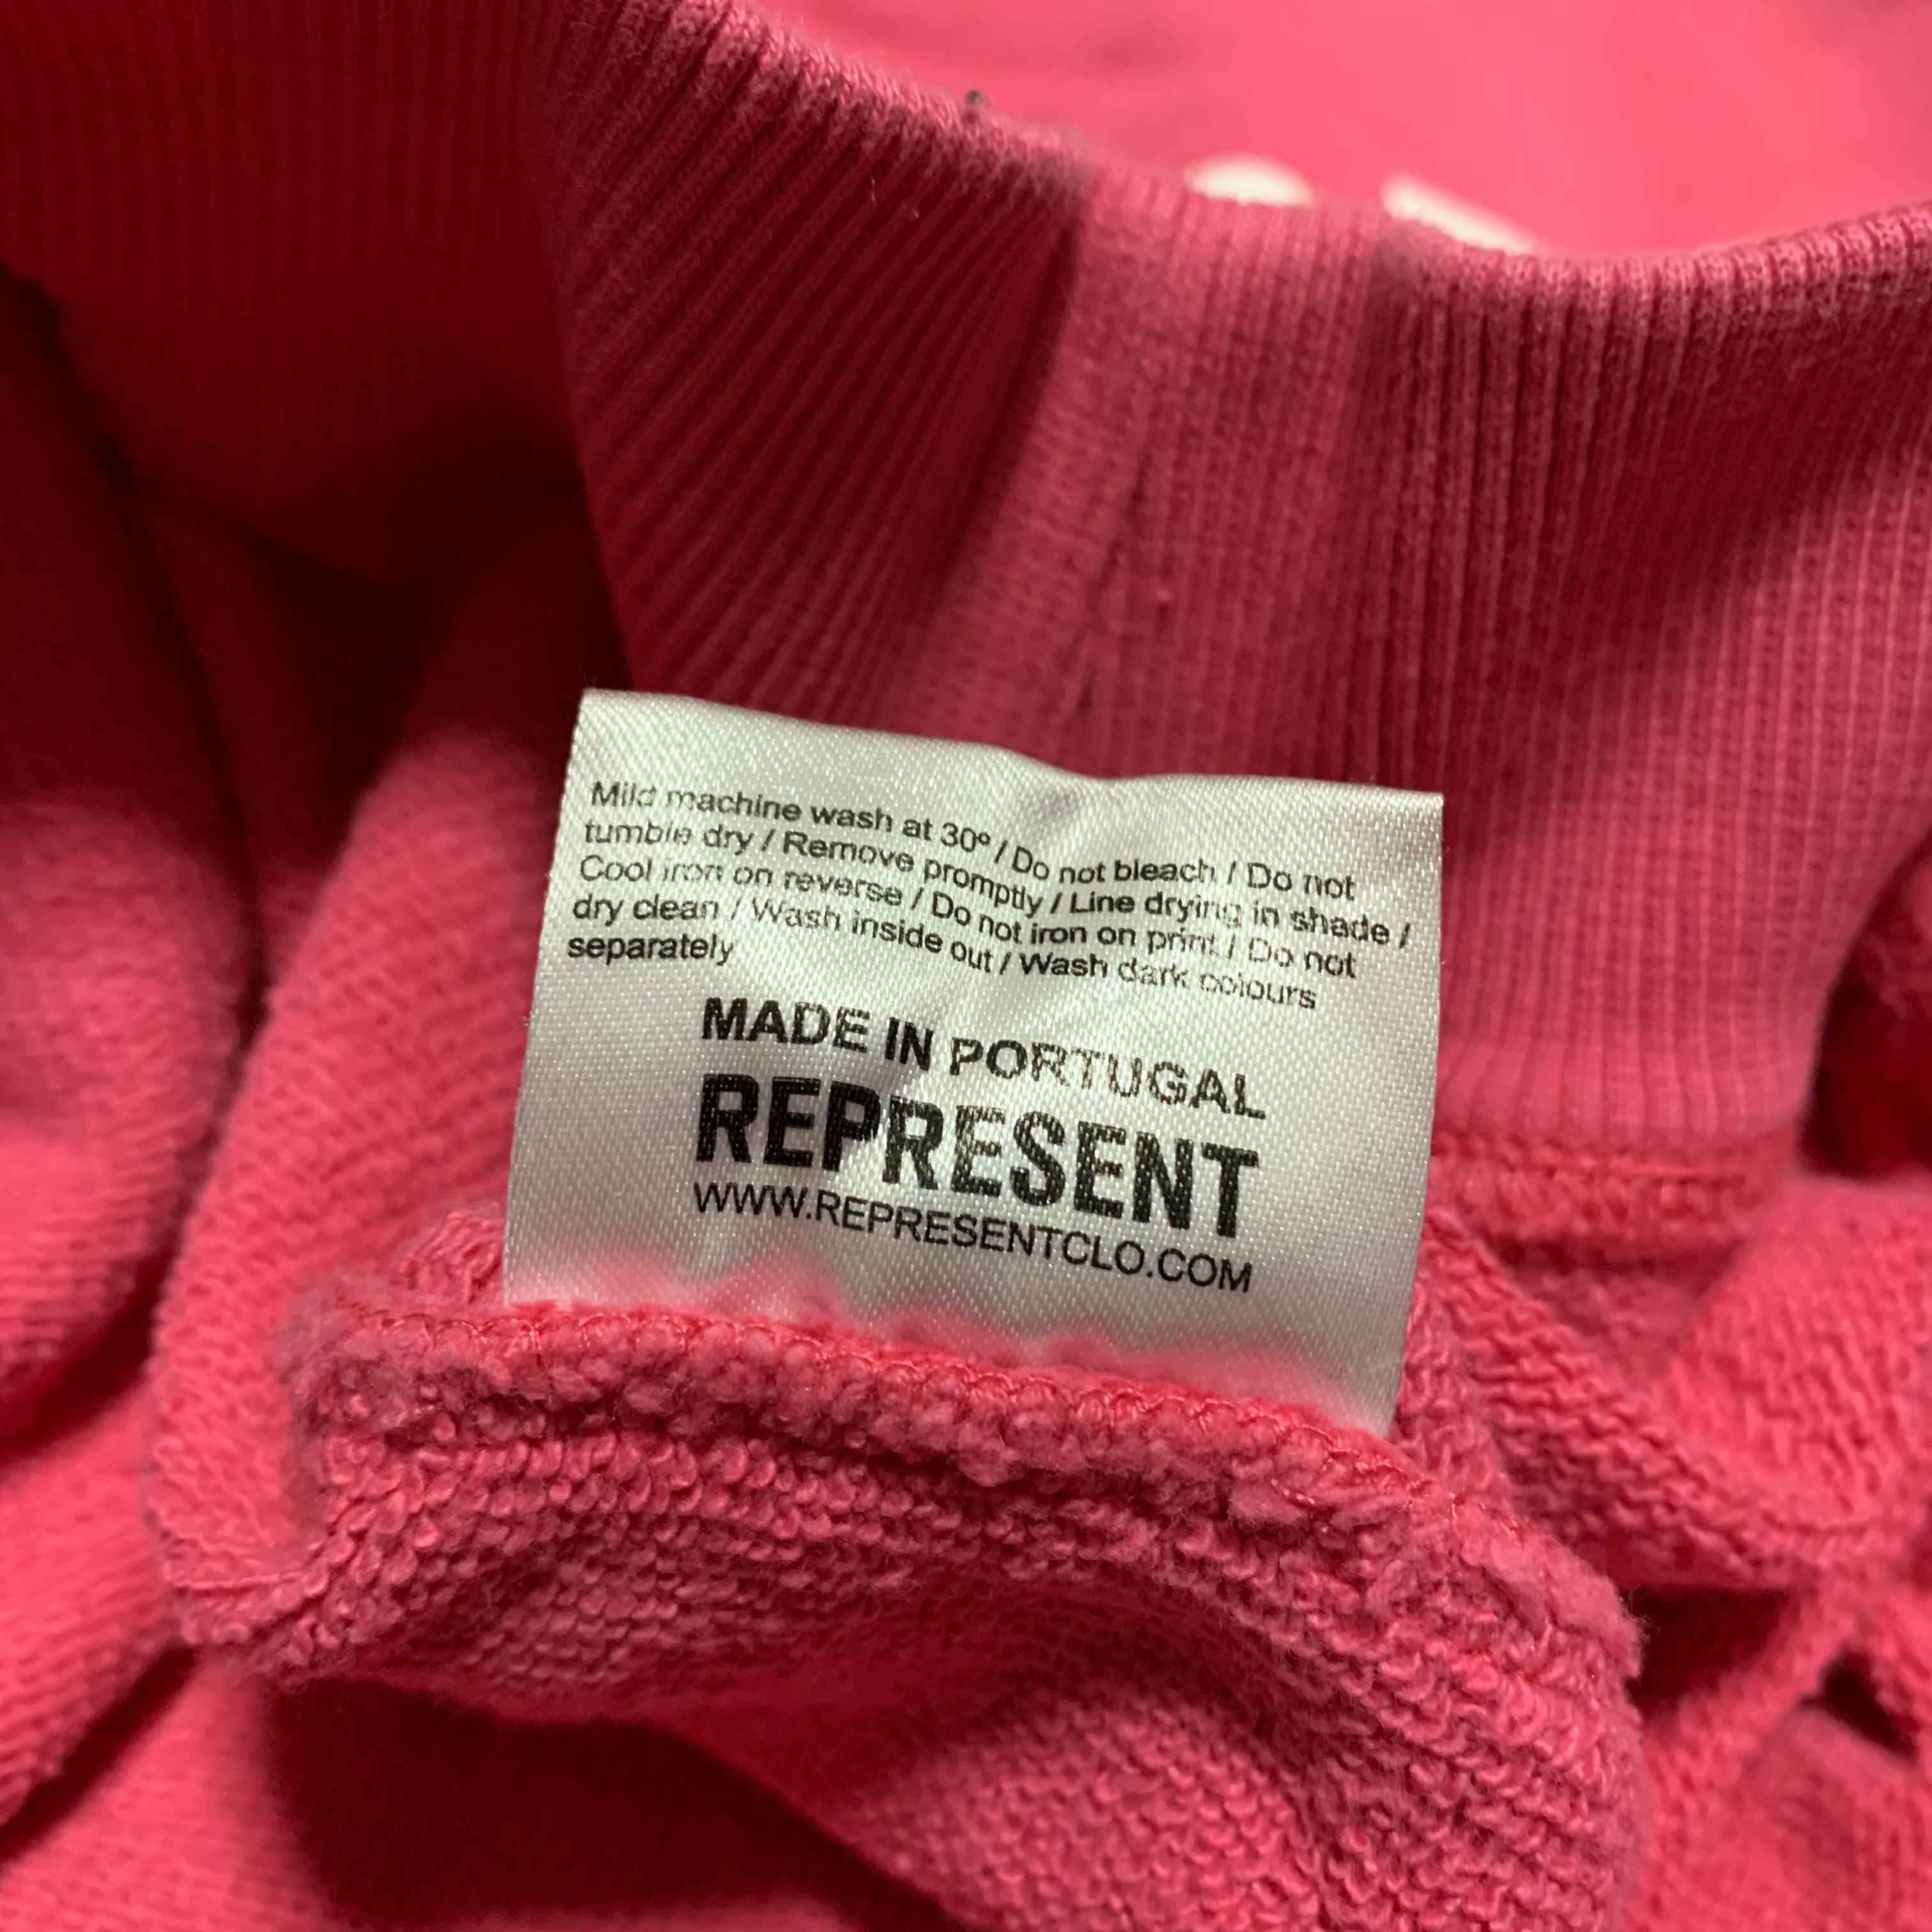 Mild machine wash at 30º / Do not bleach / Do not
tumble dry / Remove promptly / Line drying in shade /
Cool iron on reverse / Do not iron on print / Do not
dry clean / Wash inside out / Wash dark colours
separately
MADE IN PORTUGAL
REPRESENT
WWW.REPRESENTCLO.COM